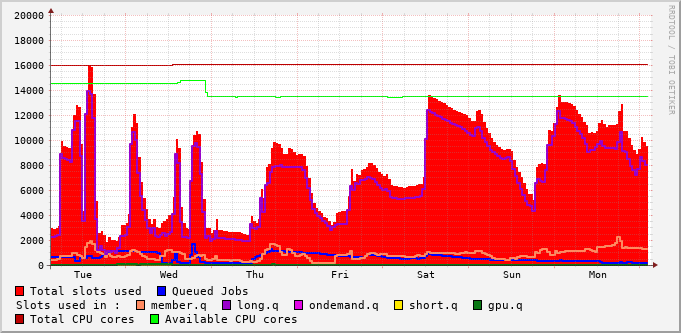 20000
18000
16000
14000
12000
10000
8000
6000
4000
2000
0
Tue Wed Thu Fri Sat Sun Mon
RRDTOOL / TOBI OETIKER
Total slots used Queued Jobs
Slots used in : member.q long.q ondemand.q short.q gpu.q
Total CPU cores Available CPU cores